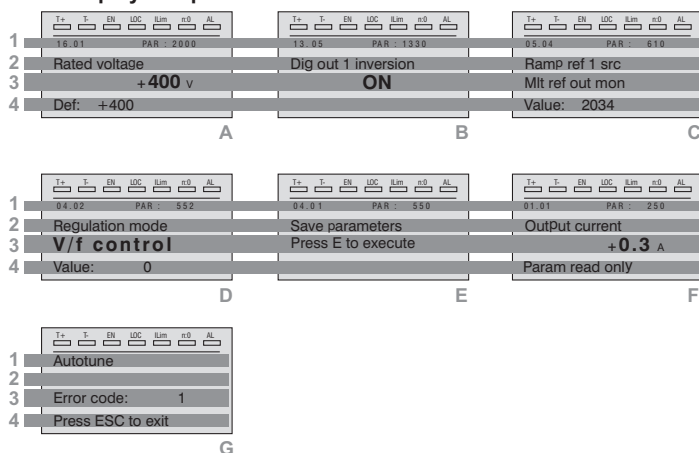 T+ T- EN LOC ILim n:0 AL
1 16.01 PAR : 2000
2 Rated voltage
3 +400 V
4 Def: +400
A
T+ T- EN LOC ILim n:0 AL
13.05 PAR : 1330
Dig out 1 inversion
ON
B
T+ T- EN LOC ILim n:0 AL
05.04 PAR : 610
Ramp ref 1 src
Mlt ref out mon
Value: 2034
C
T+ T- EN LOC ILim n:0 AL
1 04.02 PAR : 552
2 Regulation mode
3 V/f control
4 Value: 0
D
T+ T- EN LOC ILim n:0 AL
04.01 PAR : 550
Save parameters
Press E to execute
E
T+ T- EN LOC ILim n:0 AL
01.01 PAR : 250
Output current
+0.3 A
Param read only
F
T+ T- EN LOC ILim n:0 AL
1 Autotune
2
3 Error code: 1
4 Press ESC to exit
G